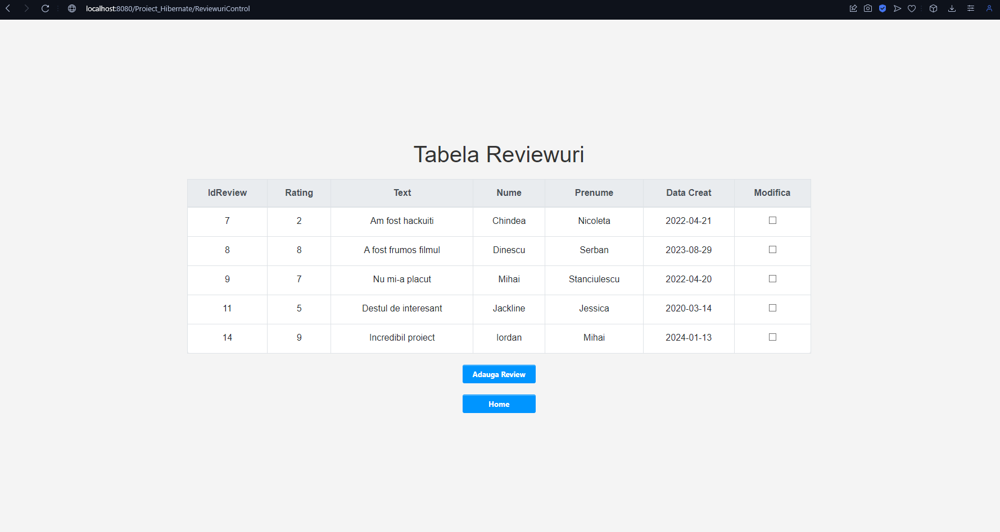 localhost:8080/Proiect_Hibernate/ReviewuriControl
Tabela Reviewuri
IdReview Rating Text Nume Prenume Data Creat Modifica
7 2 Am fost hackuiti Chindea Nicoleta 2022-04-21
8 8 A fost frumos filmul Dinescu Serban 2023-08-29
9 7 Nu mi-a placut Mihai Stanciulescu 2022-04-20
11 5 Destul de interesant Jackline Jessica 2020-03-14
14 9 Incredibil proiect Iordan Mihai 2024-01-13
Adauga Review
Home